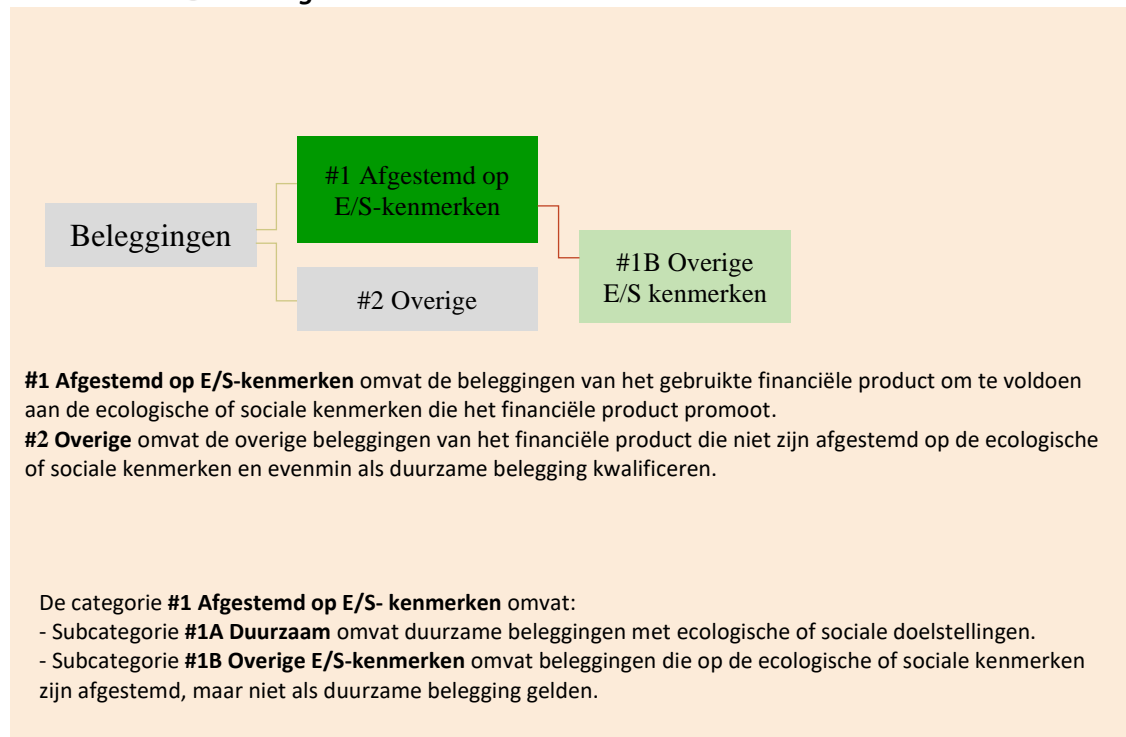 #1 Afgestemd op
E/S-kenmerken
Beleggingen
#1B Overige
E/S kenmerken
#2 Overige
#1 Afgestemd op E/S-kenmerken omvat de beleggingen van het gebruikte financiële product om te voldoen
aan de ecologische of sociale kenmerken die het financiële product promoot.
#2 Overige omvat de overige beleggingen van het financiële product die niet zijn afgestemd op de ecologische
of sociale kenmerken en evenmin als duurzame belegging kwalificeren.
De categorie #1 Afgestemd op E/S- kenmerken omvat:
- Subcategorie #1A Duurzaam omvat duurzame beleggingen met ecologische of sociale doelstellingen.
- Subcategorie #1B Overige E/S-kenmerken omvat beleggingen die op de ecologische of sociale kenmerken
zijn afgestemd, maar niet als duurzame belegging gelden.